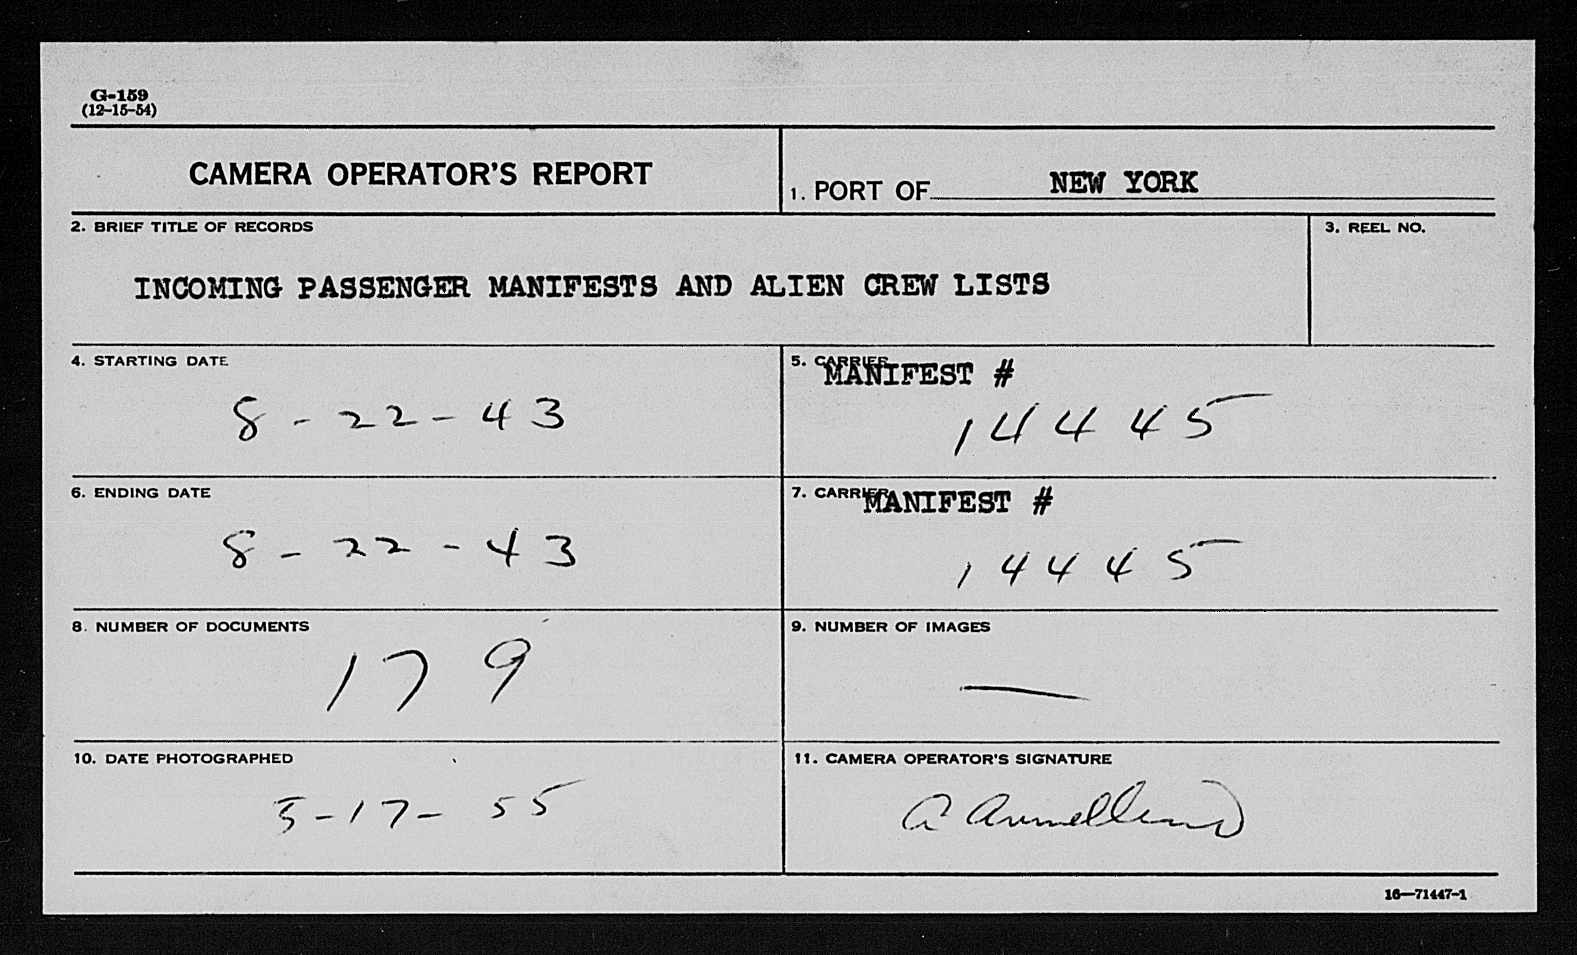 G-159
(12-15-54)
CAMERA OPERATOR'S REPORT
1. PORT OF NEW YORK
2. BRIEF TITLE OF RECORDS
3. REEL NO.
INCOMING PASSENGER MANIFESTS AND ALIEN CREW LISTS
4. STARTING DATE
8-22-43
5. CARRIER
MANIFEST #
14445
6. ENDING DATE
8-22-43
7. CARRIER
MANIFEST #
14445
8. NUMBER OF DOCUMENTS
179
9. NUMBER OF IMAGES
—
10. DATE PHOTOGRAPHED
5-17-55
11. CAMERA OPERATOR'S SIGNATURE
16—71447-1